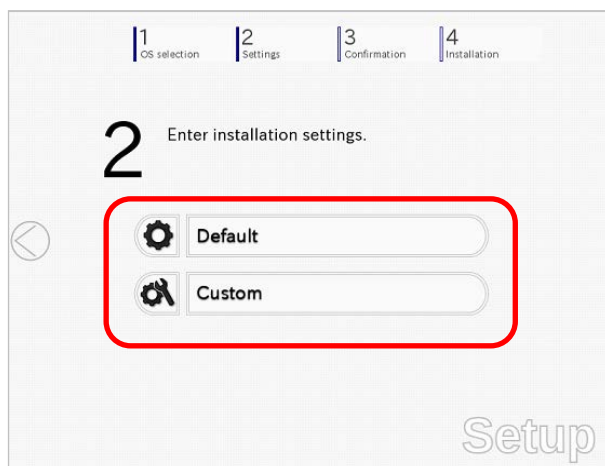 1 2 3 4
OS selection Settings Confirmation Installation
2 Enter installation settings.
Default
Custom
Setup